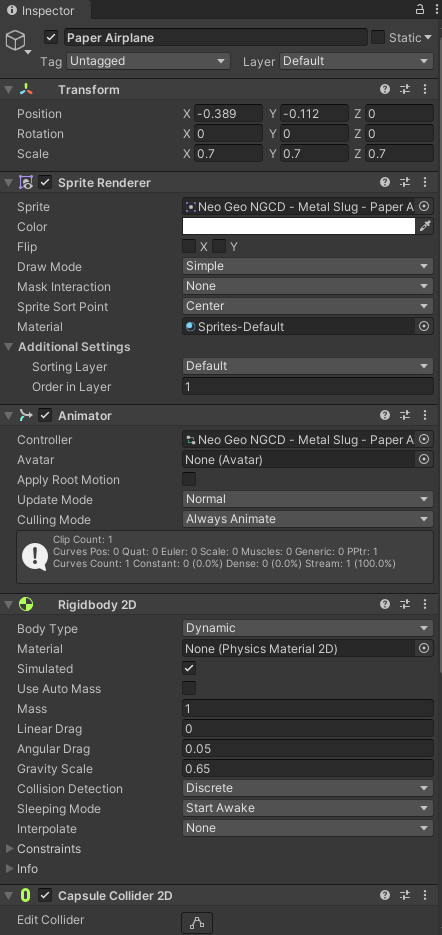 Inspector
Paper Airplane Static
Tag Untagged Layer Default
Transform
Position X -0.389 Y -0.112 Z 0
Rotation X 0 Y 0 Z 0
Scale X 0.7 Y 0.7 Z 0.7
Sprite Renderer
Sprite Neo Geo NGCD - Metal Slug - Paper A
Color
Flip X Y
Draw Mode Simple
Mask Interaction None
Sprite Sort Point Center
Material Sprites-Default
Additional Settings
Sorting Layer Default
Order in Layer 1
Animator
Controller Neo Geo NGCD - Metal Slug - Paper A
Avatar None (Avatar)
Apply Root Motion
Update Mode Normal
Culling Mode Always Animate
Clip Count: 1
Curves Pos: 0 Quat: 0 Euler: 0 Scale: 0 Muscles: 0 Generic: 0 PPtr: 1
Curves Count: 1 Constant: 0 (0.0%) Dense: 0 (0.0%) Stream: 1 (100.0%)
Rigidbody 2D
Body Type Dynamic
Material None (Physics Material 2D)
Simulated
Use Auto Mass
Mass 1
Linear Drag 0
Angular Drag 0.05
Gravity Scale 0.65
Collision Detection Discrete
Sleeping Mode Start Awake
Interpolate None
Constraints
Info
Capsule Collider 2D
Edit Collider